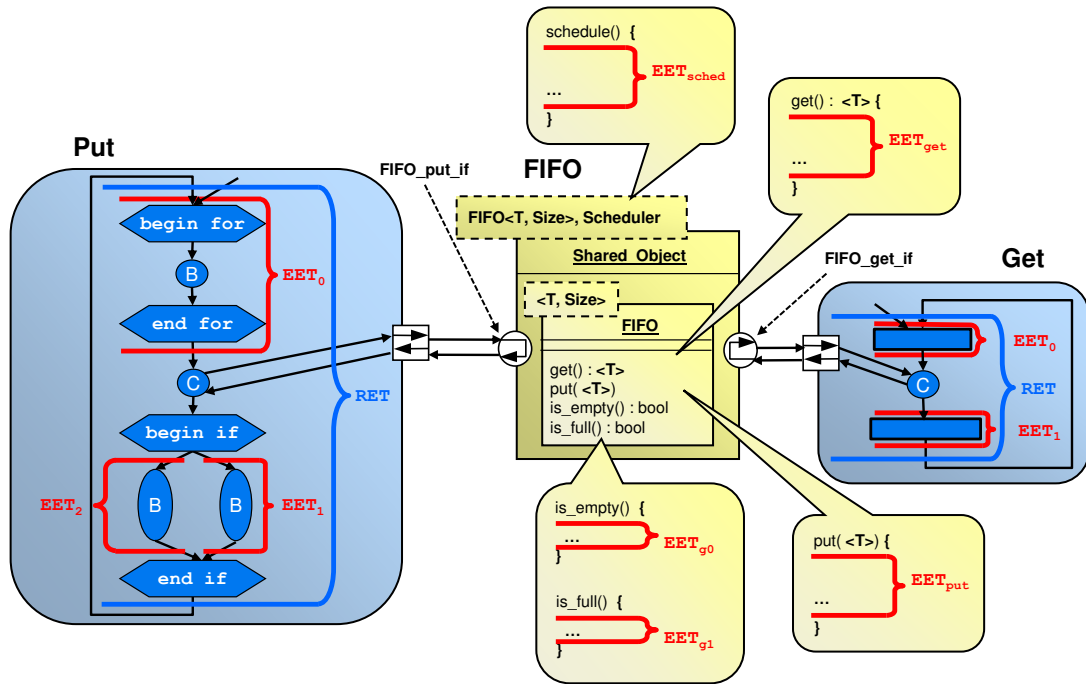 schedule() {
...
}
EETsched
get() : <T> {
...
}
EETget
Put
FIFO_put_if
FIFO
FIFO<T, Size>, Scheduler
Shared_Object
<T, Size>
FIFO
get() : <T>
put( <T>)
is_empty() : bool
is_full() : bool
FIFO_get_if
Get
begin for
B
end for
EET0
C
RET
begin if
EET2
B
B
EET1
end if
EET0
C
RET
EET1
is_empty() {
...
}
EETg0
is_full() {
...
}
EETg1
put( <T>) {
...
}
EETput